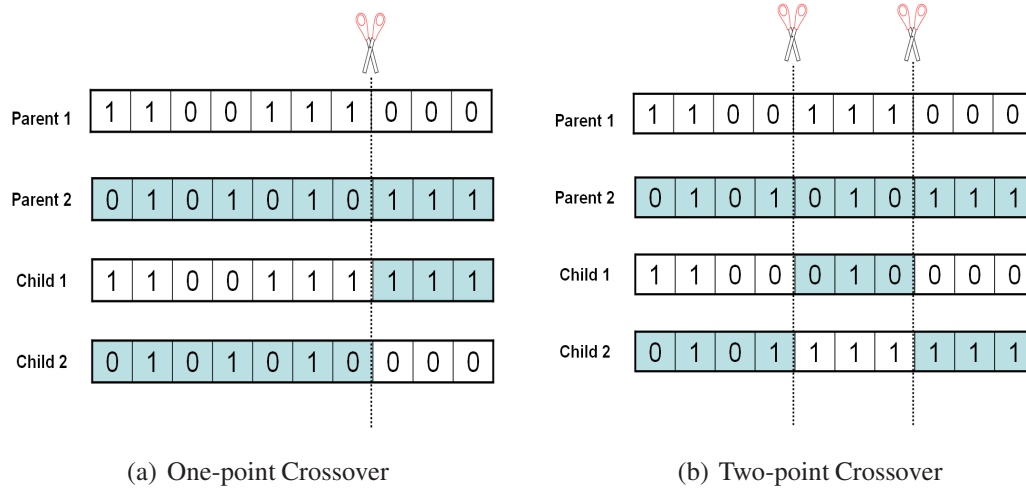 Parent 1 1 1 0 0 1 1 1 0 0 0
Parent 2 0 1 0 1 0 1 0 1 1 1
Child 1 1 1 0 0 1 1 1 1 1 1
Child 2 0 1 0 1 0 1 0 0 0 0
(a) One-point Crossover
Parent 1 1 1 0 0 1 1 1 0 0 0
Parent 2 0 1 0 1 0 1 0 1 1 1
Child 1 1 1 0 0 0 1 0 0 0 0
Child 2 0 1 0 1 1 1 1 1 1 1
(b) Two-point Crossover